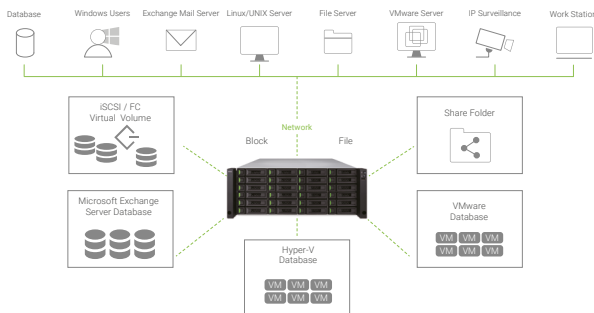 Database
Windows Users
Exchange Mail Server
Linux/UNIX Server
File Server
VMware Server
IP Surveillance
Work Station
iSCSI / FC
Virtual Volume
Network
Block
File
Share Folder
Microsoft Exchange
Server Database
VMware
Database
VM VM VM
VM VM VM
Hyper-V
Database
VM VM VM
VM VM VM